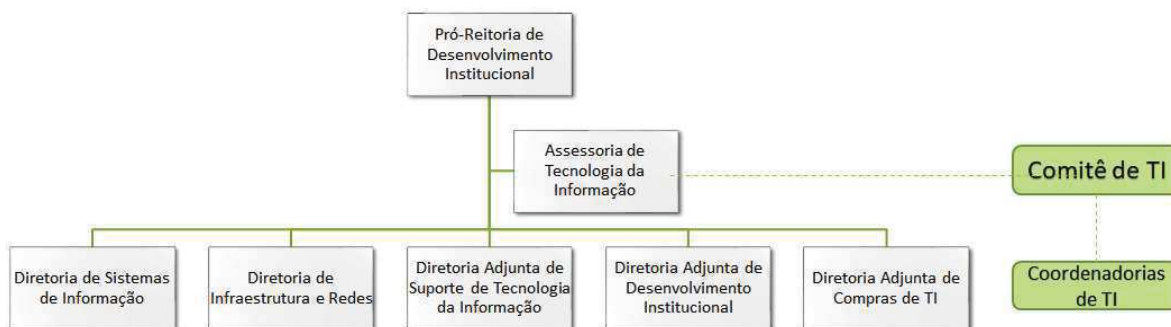 Pró-Reitoria de
Desenvolvimento
Institucional
Assessoria de
Tecnologia da
Informação
Comitê de TI
Diretoria de Sistemas
de Informação
Diretoria de
Infraestrutura e Redes
Diretoria Adjunta de
Suporte de Tecnologia
da Informação
Diretoria Adjunta de
Desenvolvimento
Institucional
Diretoria Adjunta de
Compras de TI
Coordenadorias
de TI